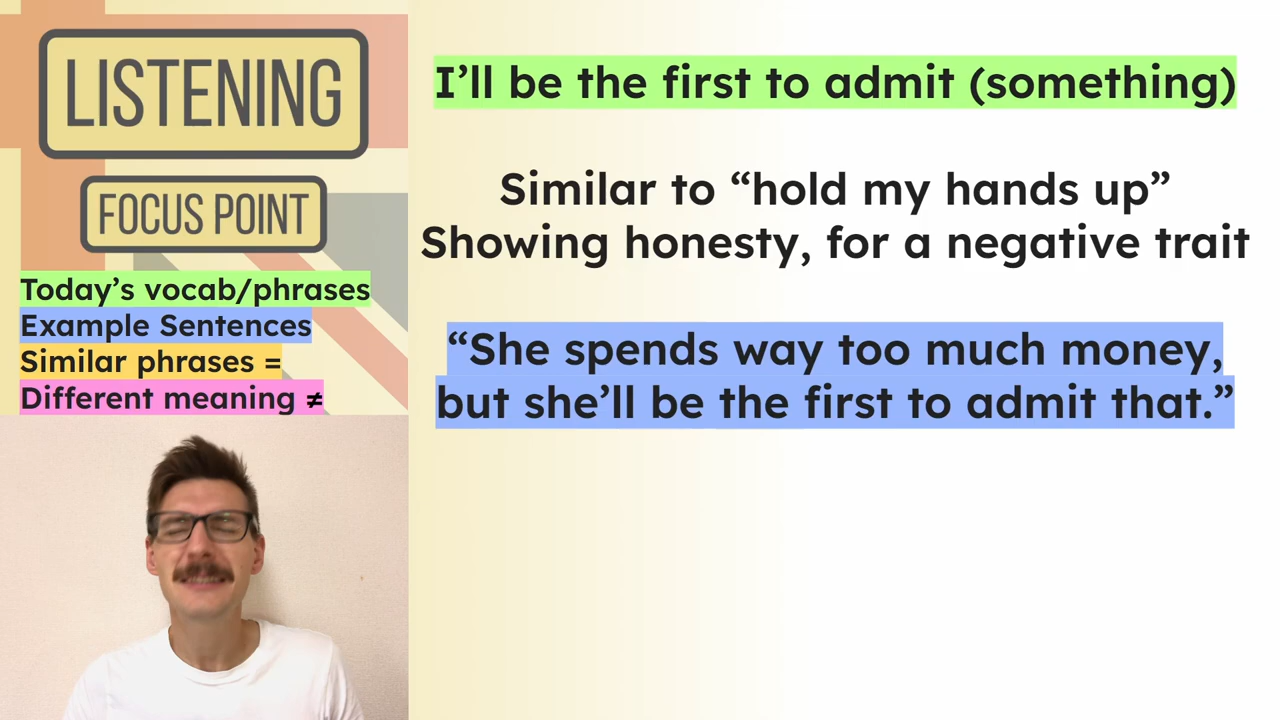 LISTENING
FOCUS POINT
Today’s vocab/phrases
Example Sentences
Similar phrases =
Different meaning ≠
I’ll be the first to admit (something)
Similar to “hold my hands up”
Showing honesty, for a negative trait
“She spends way too much money,
but she’ll be the first to admit that.”